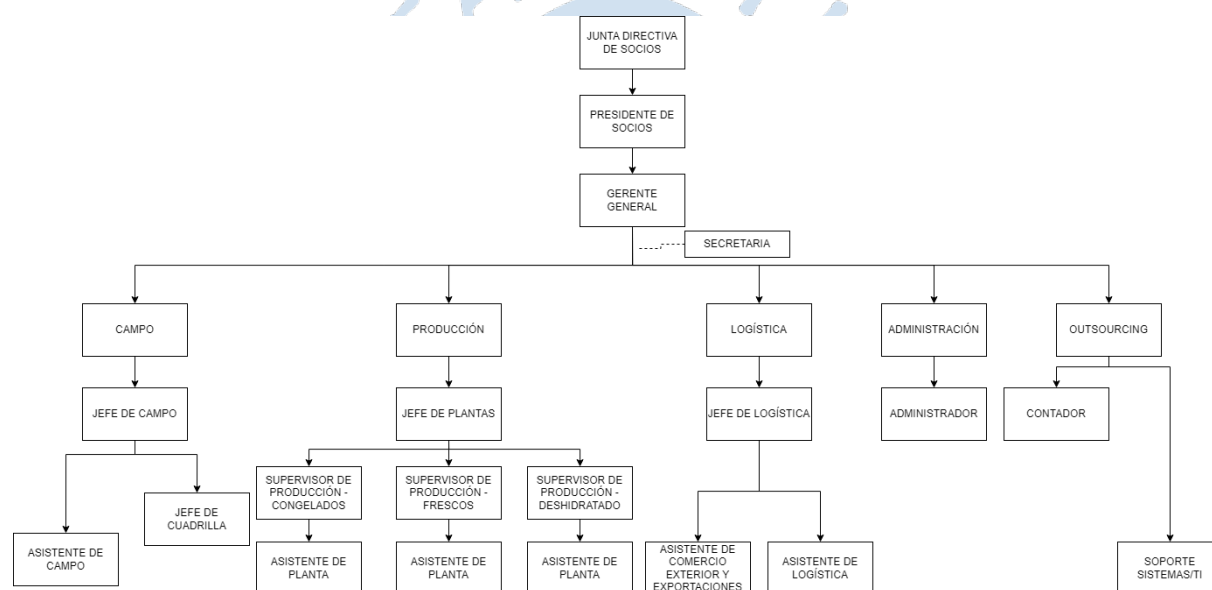 JUNTA DIRECTIVA
DE SOCIOS
PRESIDENTE DE
SOCIOS
GERENTE
GENERAL
SECRETARIA
CAMPO
PRODUCCIÓN
LOGÍSTICA
ADMINISTRACIÓN
OUTSOURCING
JEFE DE CAMPO
JEFE DE PLANTAS
JEFE DE LOGÍSTICA
ADMINISTRADOR
CONTADOR
SUPERVISOR DE
PRODUCCIÓN -
CONGELADOS
SUPERVISOR DE
PRODUCCIÓN -
FRESCOS
SUPERVISOR DE
PRODUCCIÓN -
DESHIDRATADO
JEFE DE
CUADRILLA
ASISTENTE DE
CAMPO
ASISTENTE DE
PLANTA
ASISTENTE DE
PLANTA
ASISTENTE DE
PLANTA
ASISTENTE DE
COMERCIO
EXTERIOR Y
EXPORTACIONES
ASISTENTE DE
LOGÍSTICA
SOPORTE
SISTEMAS/TI